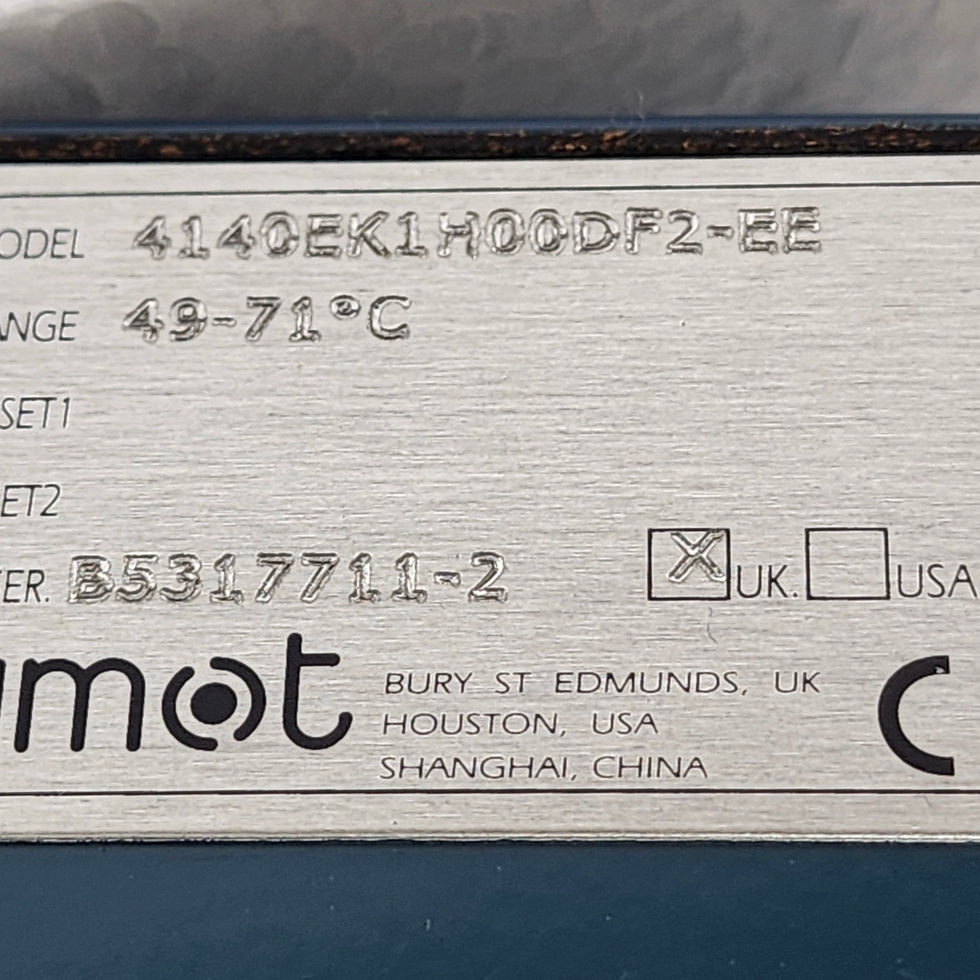 ODEL 4140EK1H00DF2-EE
ANGE 49-71°C
SET1
ET2
ER. B5317711-2 X UK. USA
mot
BURY ST EDMUNDS, UK
HOUSTON, USA
SHANGHAI, CHINA
C